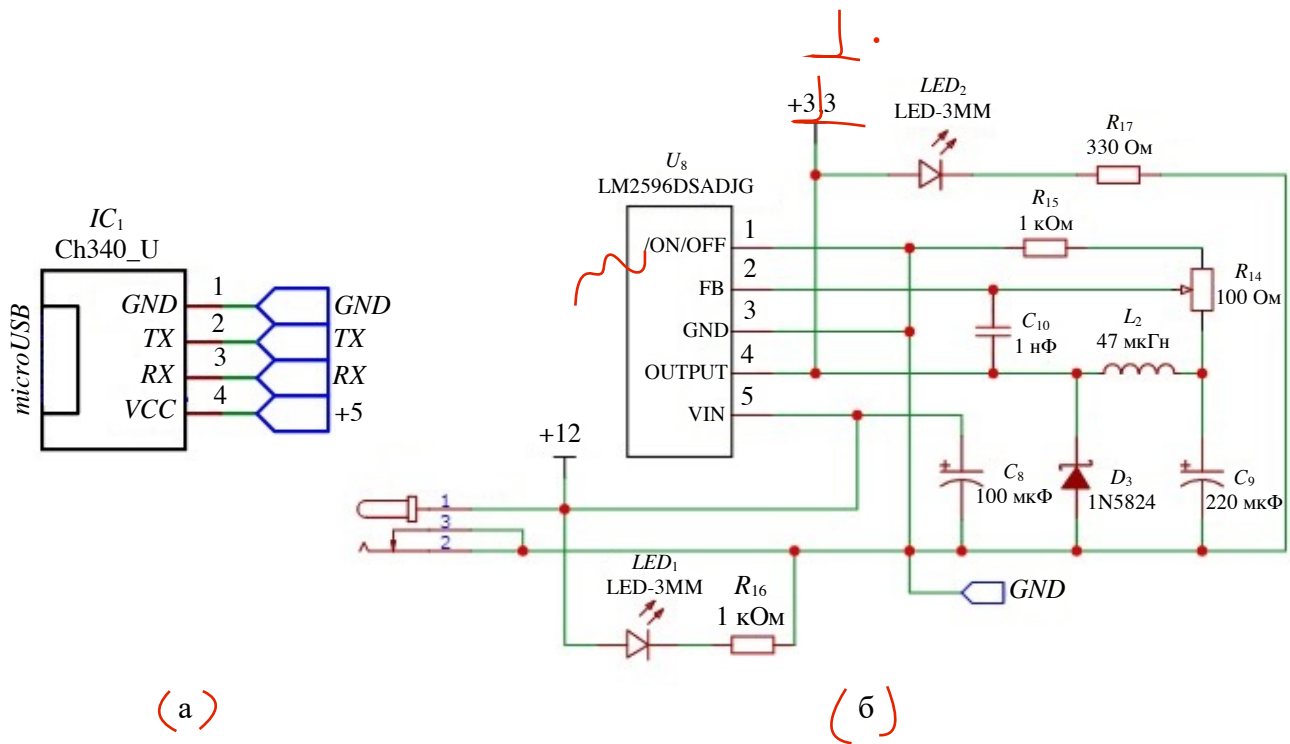 IC₁
Ch340_U
microUSB
GND 1 GND
TX 2 TX
RX 3 RX
VCC 4 +5
(а)
+3,3
LED₂
LED-3MM
R₁₇
330 Ом
U₈
LM2596DSADJG
/ON/OFF 1
FB 2
GND 3
OUTPUT 4
VIN 5
R₁₅
1 кОм
R₁₄
100 Ом
C₁₀
1 нФ
L₂
47 мкГн
+12
1
3
2
C₈
100 мкФ
D₃
1N5824
C₉
220 мкФ
LED₁
LED-3MM
R₁₆
1 кОм
GND
(б)